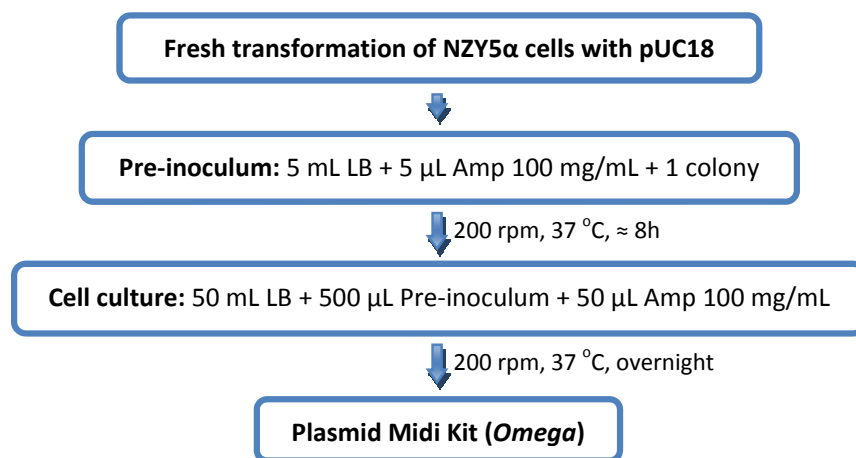 Fresh transformation of NZY5α cells with pUC18
Pre-inoculum: 5 mL LB + 5 µL Amp 100 mg/mL + 1 colony
200 rpm, 37 °C, ≈ 8h
Cell culture: 50 mL LB + 500 µL Pre-inoculum + 50 µL Amp 100 mg/mL
200 rpm, 37 °C, overnight
Plasmid Midi Kit (Omega)